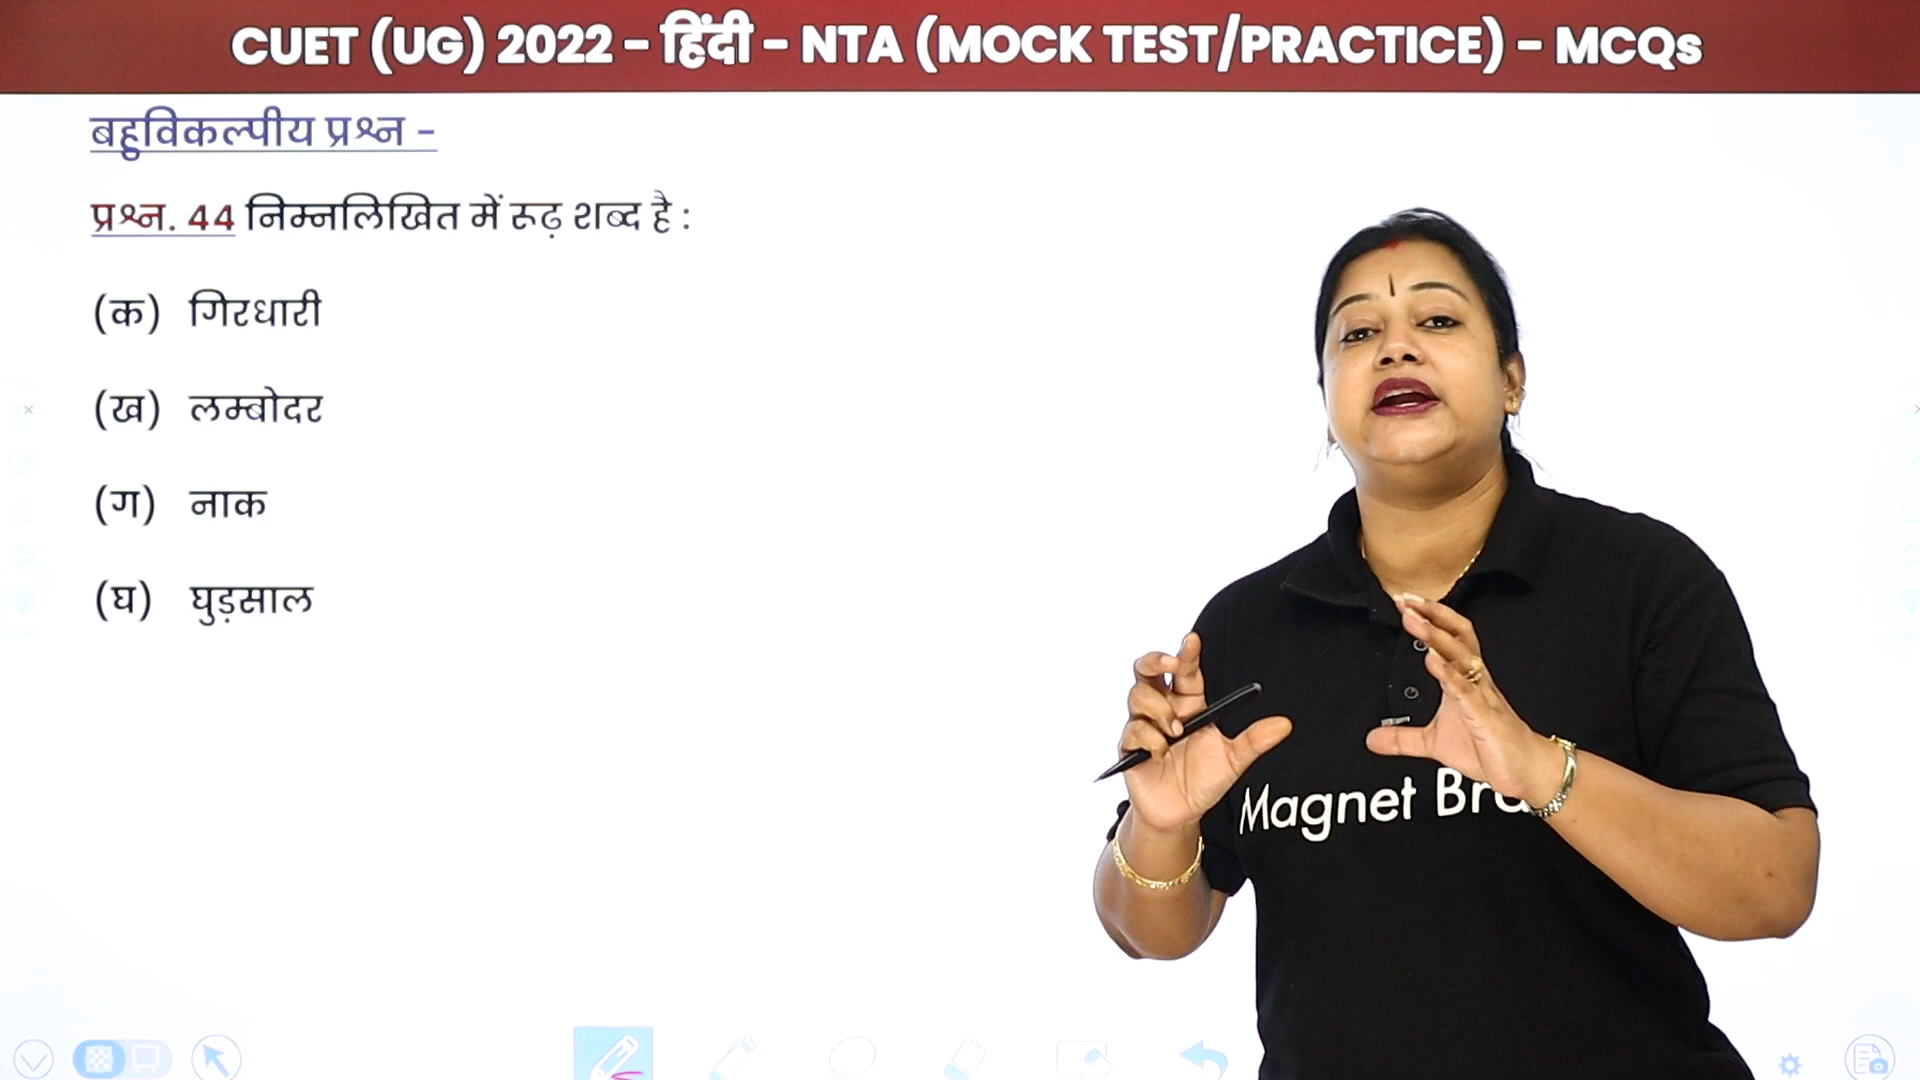 CUET (UG) 2022 - हिंदी - NTA (MOCK TEST/PRACTICE) - MCQs
बहुविकल्पीय प्रश्न -
प्रश्न. 44 निम्नलिखित में रूढ़ शब्द है :
(क) गिरधारी
(ख) लम्बोदर
(ग) नाक
(घ) घुड़साल
Magnet Bra